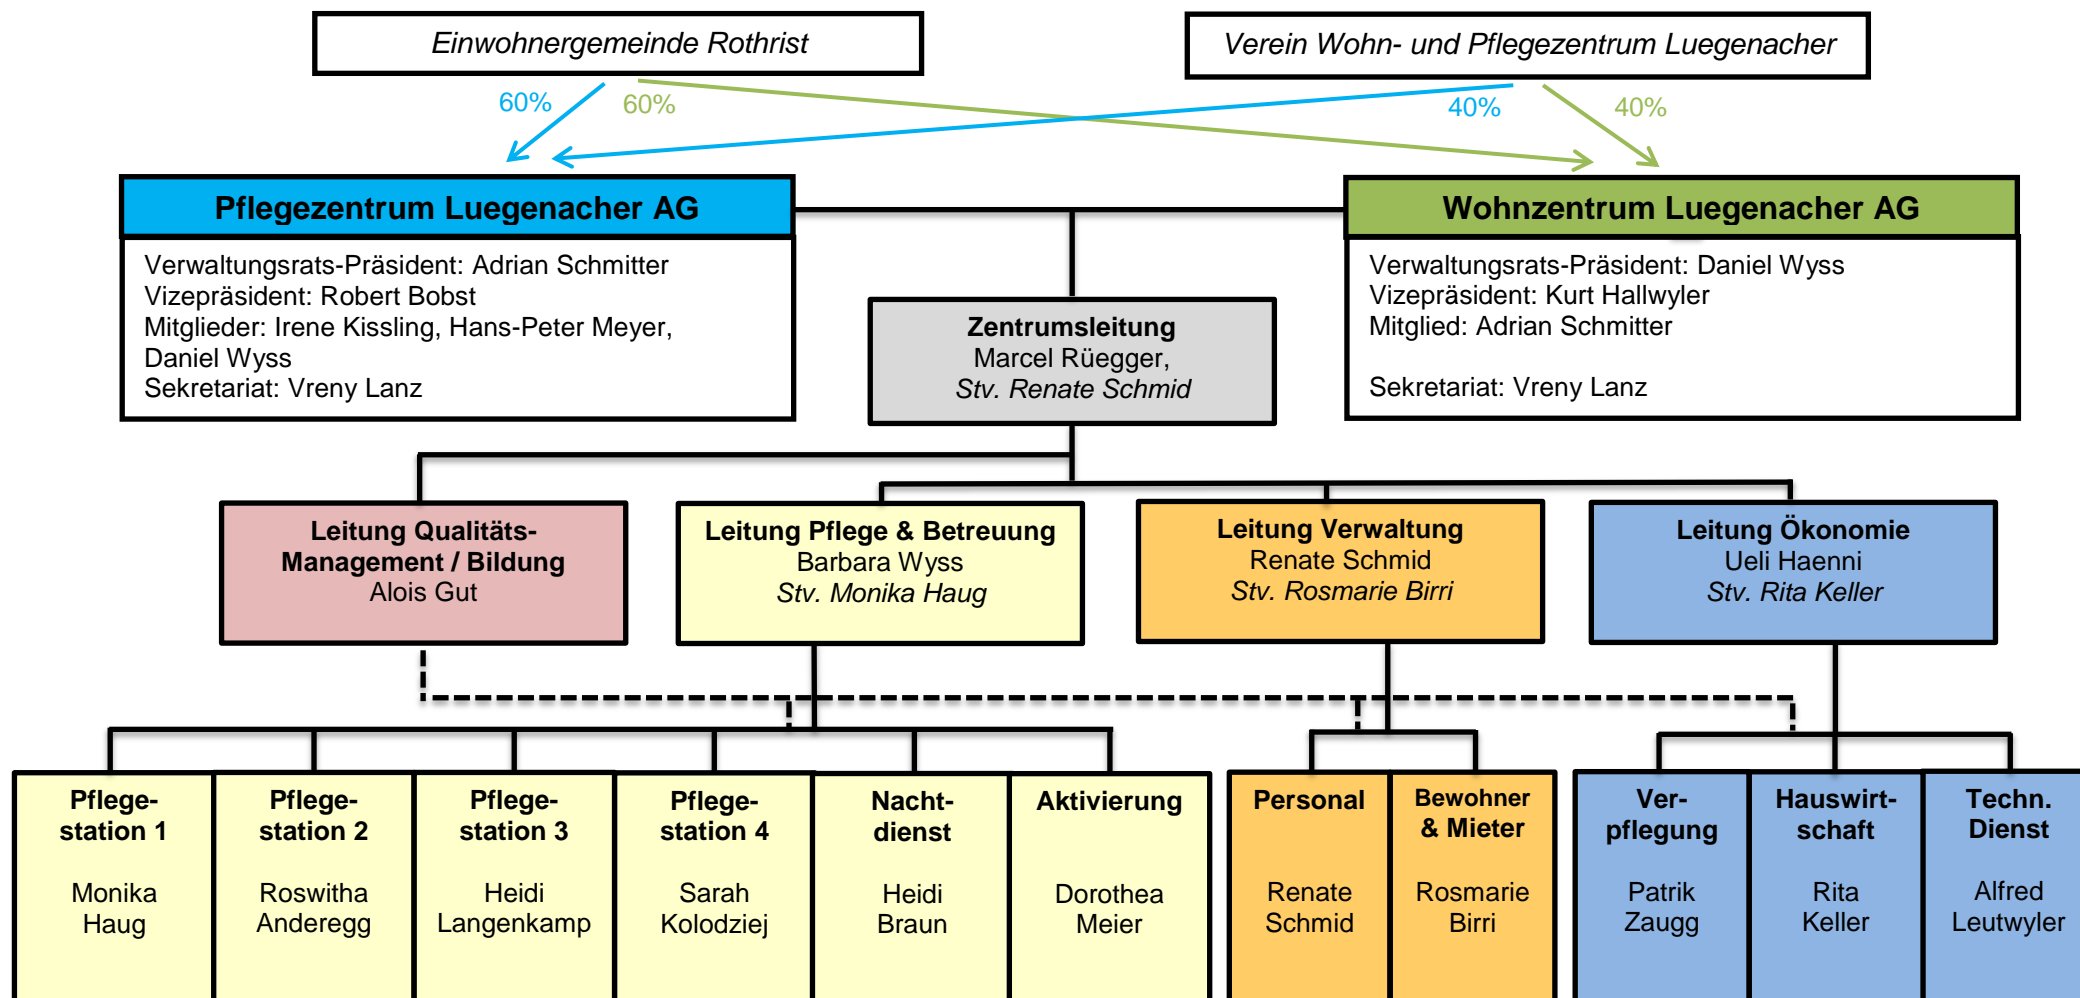 Einwohnergemeinde Rothrist
Verein Wohn- und Pflegezentrum Luegenacher
60%
60%
40%
40%
Pflegezentrum Luegenacher AG
Verwaltungsrats-Präsident: Adrian Schmitter
Vizepräsident: Robert Bobst
Mitglieder: Irene Kissling, Hans-Peter Meyer,
Daniel Wyss
Sekretariat: Vreny Lanz
Wohnzentrum Luegenacher AG
Verwaltungsrats-Präsident: Daniel Wyss
Vizepräsident: Kurt Hallwyler
Mitglied: Adrian Schmitter
Sekretariat: Vreny Lanz
Zentrumsleitung
Marcel Rüegger,
Stv. Renate Schmid
Leitung Qualitäts-
Management / Bildung
Alois Gut
Leitung Pflege & Betreuung
Barbara Wyss
Stv. Monika Haug
Leitung Verwaltung
Renate Schmid
Stv. Rosmarie Birri
Leitung Ökonomie
Ueli Haenni
Stv. Rita Keller
Pflege-
station 1
Monika
Haug
Pflege-
station 2
Roswitha
Anderegg
Pflege-
station 3
Heidi
Langenkamp
Pflege-
station 4
Sarah
Kolodziej
Nacht-
dienst
Heidi
Braun
Aktivierung
Dorothea
Meier
Personal
Renate
Schmid
Bewohner
& Mieter
Rosmarie
Birri
Ver-
pflegung
Patrik
Zaugg
Hauswirt-
schaft
Rita
Keller
Techn.
Dienst
Alfred
Leutwyler